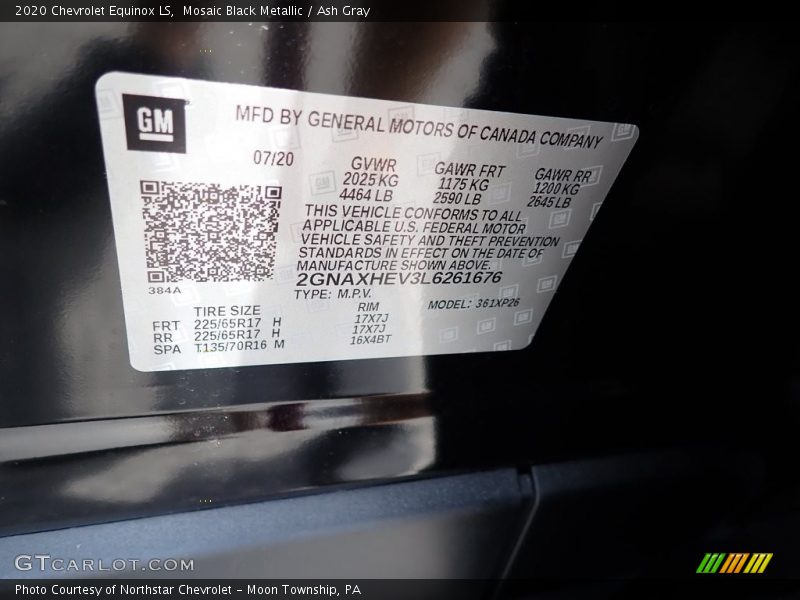 2020 Chevrolet Equinox LS, Mosaic Black Metallic / Ash Gray
GM
MFD BY GENERAL MOTORS OF CANADA COMPANY
07/20
GVWR
2025 KG
4464 LB
GAWR FRT
1175 KG
2590 LB
GAWR RR
1200 KG
2645 LB
THIS VEHICLE CONFORMS TO ALL
APPLICABLE U.S. FEDERAL MOTOR
VEHICLE SAFETY AND THEFT PREVENTION
STANDARDS IN EFFECT ON THE DATE OF
MANUFACTURE SHOWN ABOVE.
2GNAXHEV3L6261676
TYPE: M.P.V. MODEL: 361XP26
384A
TIRE SIZE RIM
FRT 225/65R17 H 17X7J
RR 225/65R17 H 17X7J
SPA T135/70R16 M 16X4BT
GTCARLOT.COM
Photo Courtesy of Northstar Chevrolet - Moon Township, PA